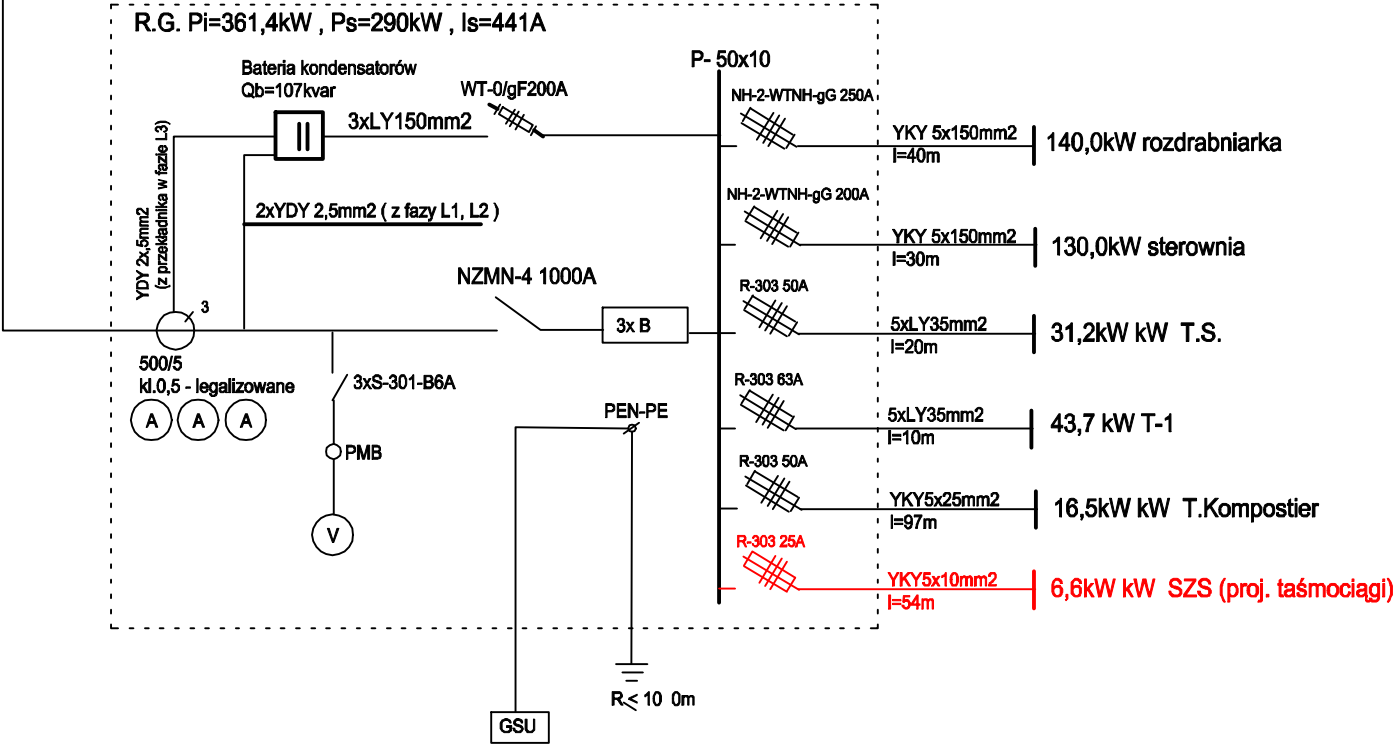 R.G. Pi=361,4kW , Ps=290kW , Is=441A
Bateria kondensatorów
Qb=107kvar
3xLY150mm2
WT-0/gF200A
P- 50x10
YDY 2x,5mm2
(z przekładnika w fazie L3)
2xYDY 2,5mm2 ( z fazy L1, L2 )
NZMN-4 1000A
3x B
3
500/5
kl.0,5 - legalizowane
A A A
3xS-301-B6A
PMB
V
PEN-PE
R< 10 0m
GSU
NH-2-WTNH-gG 250A
YKY 5x150mm2
l=40m
140,0kW rozdrabniarka
NH-2-WTNH-gG 200A
YKY 5x150mm2
l=30m
130,0kW sterownia
R-303 50A
5xLY35mm2
l=20m
31,2kW kW T.S.
R-303 63A
5xLY35mm2
l=10m
43,7 kW T-1
R-303 50A
YKY5x25mm2
l=97m
16,5kW kW T.Kompostier
R-303 25A
YKY5x10mm2
l=54m
6,6kW kW SZS (proj. taśmociągi)